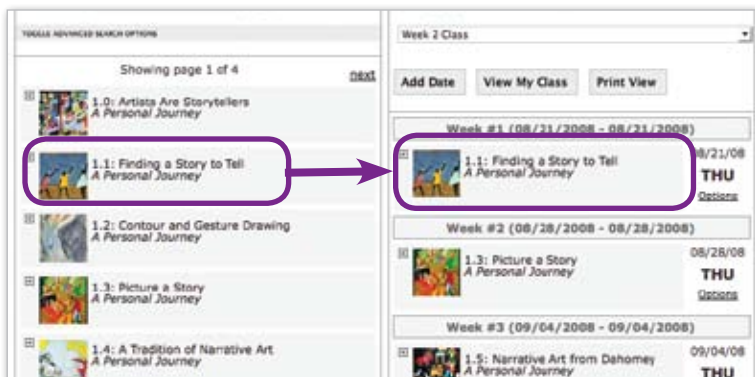 TOGGLE ADVANCED SEARCH OPTIONS
Showing page 1 of 4
next
1.0: Artists Are Storytellers
A Personal Journey
1.1: Finding a Story to Tell
A Personal Journey
1.2: Contour and Gesture Drawing
A Personal Journey
1.3: Picture a Story
A Personal Journey
1.4: A Tradition of Narrative Art
A Personal Journey
Week 2 Class
Add Date View My Class Print View
Week #1 (08/21/2008 - 08/21/2008)
1.1: Finding a Story to Tell
A Personal Journey
08/21/08
THU
Options
Week #2 (08/28/2008 - 08/28/2008)
1.3: Picture a Story
A Personal Journey
08/28/08
THU
Options
Week #3 (09/04/2008 - 09/04/2008)
1.5: Narrative Art from Dahomey
A Personal Journey
09/04/08
THU